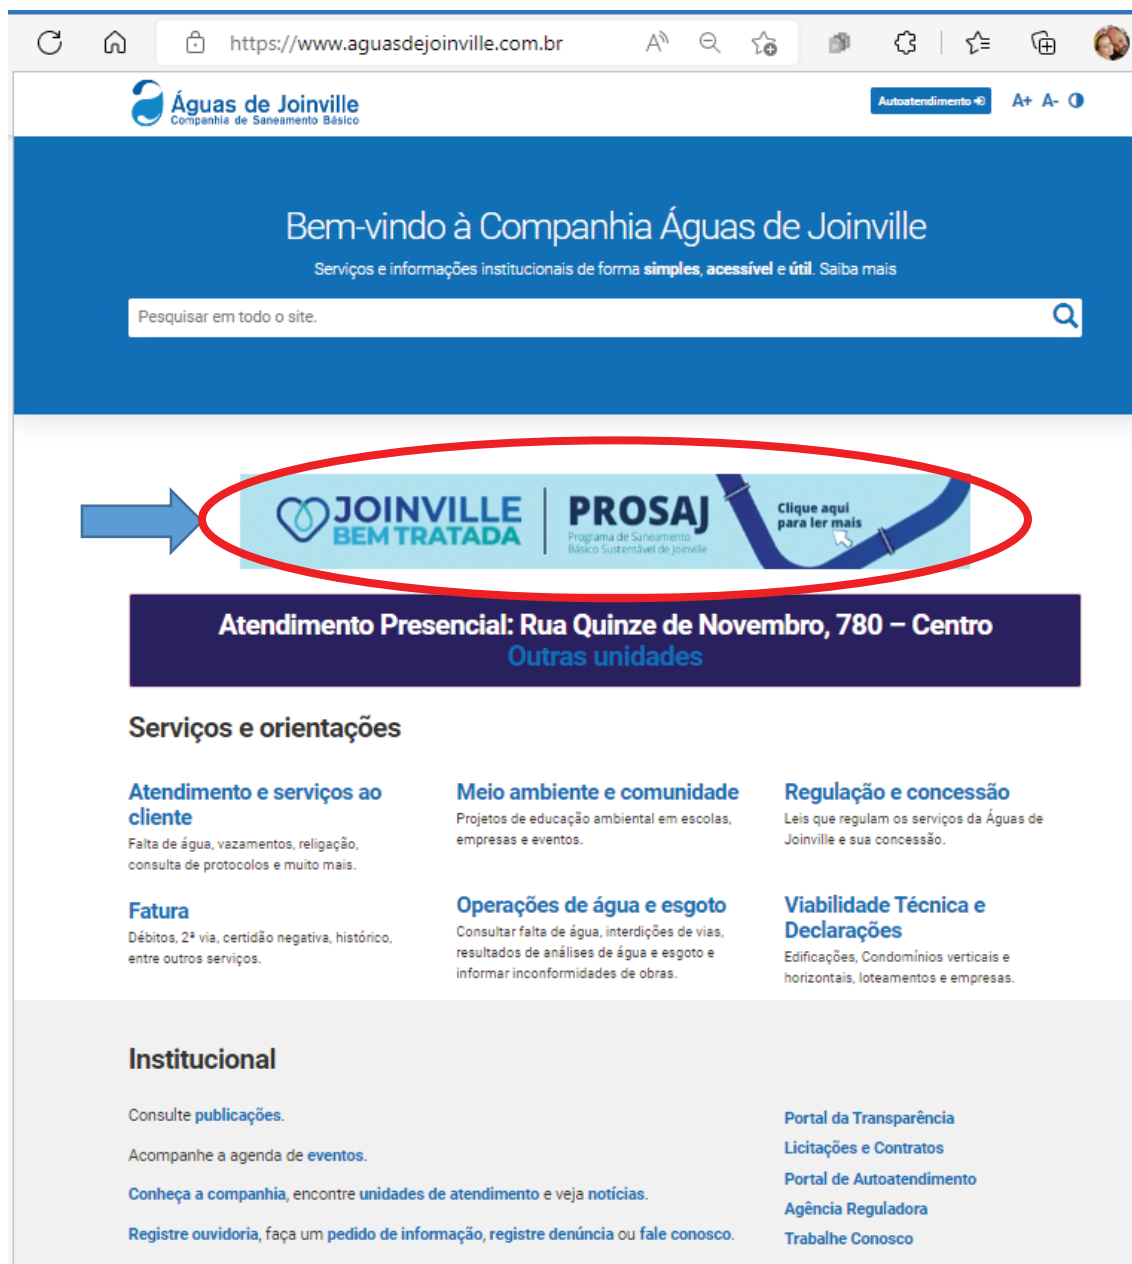 https://www.aguasdejoinville.com.br
Águas de Joinville
Companhia de Saneamento Básico
Autoatendimento
A+ A-
Bem-vindo à Companhia Águas de Joinville
Serviços e informações institucionais de forma simples, acessível e útil. Saiba mais
Pesquisar em todo o site.
JOINVILLE
BEM TRATADA
PROSAJ
Programa de Saneamento
Básico Sustentável de Joinville
Clique aqui
para ler mais
Atendimento Presencial: Rua Quinze de Novembro, 780 – Centro
Outras unidades
Serviços e orientações
Atendimento e serviços ao
cliente
Falta de água, vazamentos, religação,
consulta de protocolos e muito mais.
Meio ambiente e comunidade
Projetos de educação ambiental em escolas,
empresas e eventos.
Regulação e concessão
Leis que regulam os serviços da Águas de
Joinville e sua concessão.
Fatura
Débitos, 2ª via, certidão negativa, histórico,
entre outros serviços.
Operações de água e esgoto
Consultar falta de água, interdições de vias,
resultados de análises de água e esgoto e
informar inconformidades de obras.
Viabilidade Técnica e
Declarações
Edificações, Condomínios verticais e
horizontais, loteamentos e empresas.
Institucional
Consulte publicações.
Acompanhe a agenda de eventos.
Conheça a companhia, encontre unidades de atendimento e veja notícias.
Registre ouvidoria, faça um pedido de informação, registre denúncia ou fale conosco.
Portal da Transparência
Licitações e Contratos
Portal de Autoatendimento
Agência Reguladora
Trabalhe Conosco